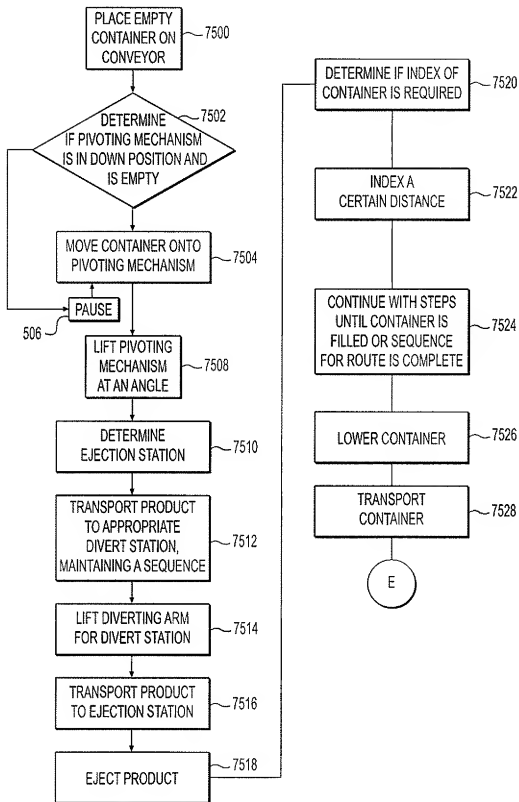 PLACE EMPTY
CONTAINER ON
CONVEYOR
7500
DETERMINE
IF PIVOTING MECHANISM
IS IN DOWN POSITION AND
IS EMPTY
7502
MOVE CONTAINER ONTO
PIVOTING MECHANISM
7504
PAUSE
506
LIFT PIVOTING
MECHANISM
AT AN ANGLE
7508
DETERMINE
EJECTION STATION
7510
TRANSPORT PRODUCT
TO APPROPRIATE
DIVERT STATION,
MAINTAINING A SEQUENCE
7512
LIFT DIVERTING ARM
FOR DIVERT STATION
7514
TRANSPORT PRODUCT
TO EJECTION STATION
7516
EJECT PRODUCT
7518
DETERMINE IF INDEX OF
CONTAINER IS REQUIRED
7520
INDEX A
CERTAIN DISTANCE
7522
CONTINUE WITH STEPS
UNTIL CONTAINER IS
FILLED OR SEQUENCE
FOR ROUTE IS COMPLETE
7524
LOWER CONTAINER
7526
TRANSPORT
CONTAINER
7528
E